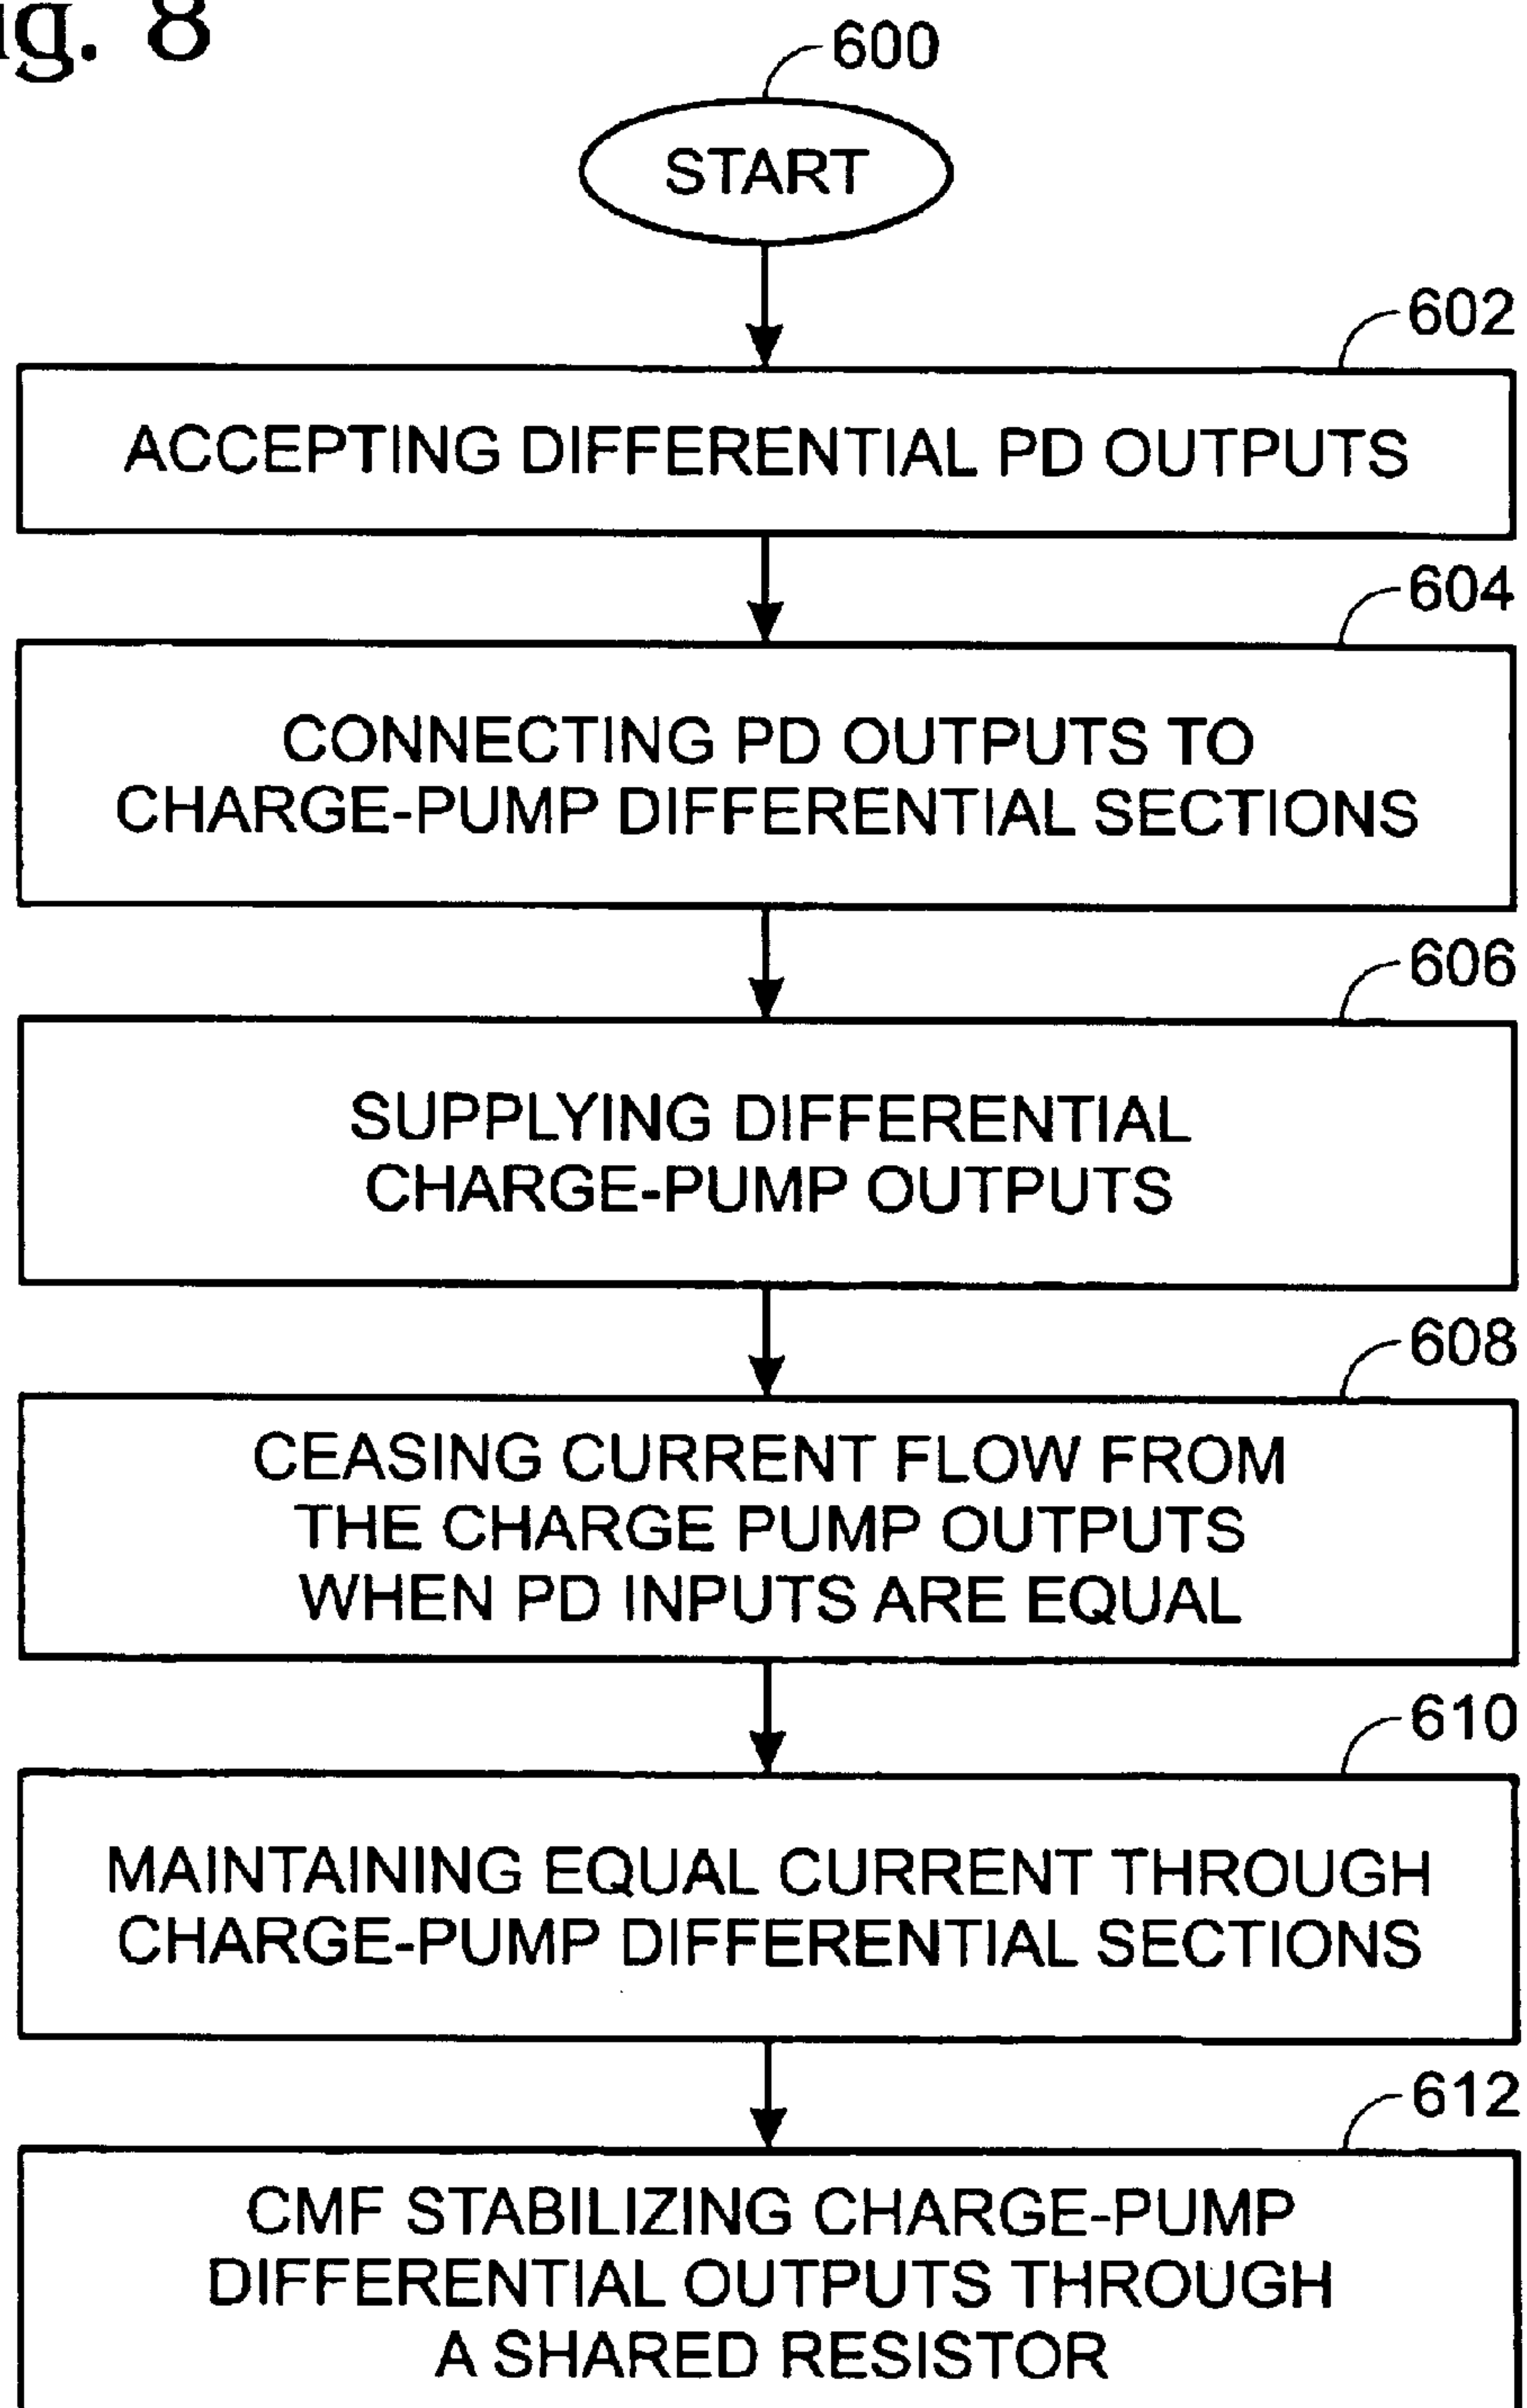 ig. 8
600
START
602
ACCEPTING DIFFERENTIAL PD OUTPUTS
604
CONNECTING PD OUTPUTS TO
CHARGE-PUMP DIFFERENTIAL SECTIONS
606
SUPPLYING DIFFERENTIAL
CHARGE-PUMP OUTPUTS
608
CEASING CURRENT FLOW FROM
THE CHARGE PUMP OUTPUTS
WHEN PD INPUTS ARE EQUAL
610
MAINTAINING EQUAL CURRENT THROUGH
CHARGE-PUMP DIFFERENTIAL SECTIONS
612
CMF STABILIZING CHARGE-PUMP
DIFFERENTIAL OUTPUTS THROUGH
A SHARED RESISTOR